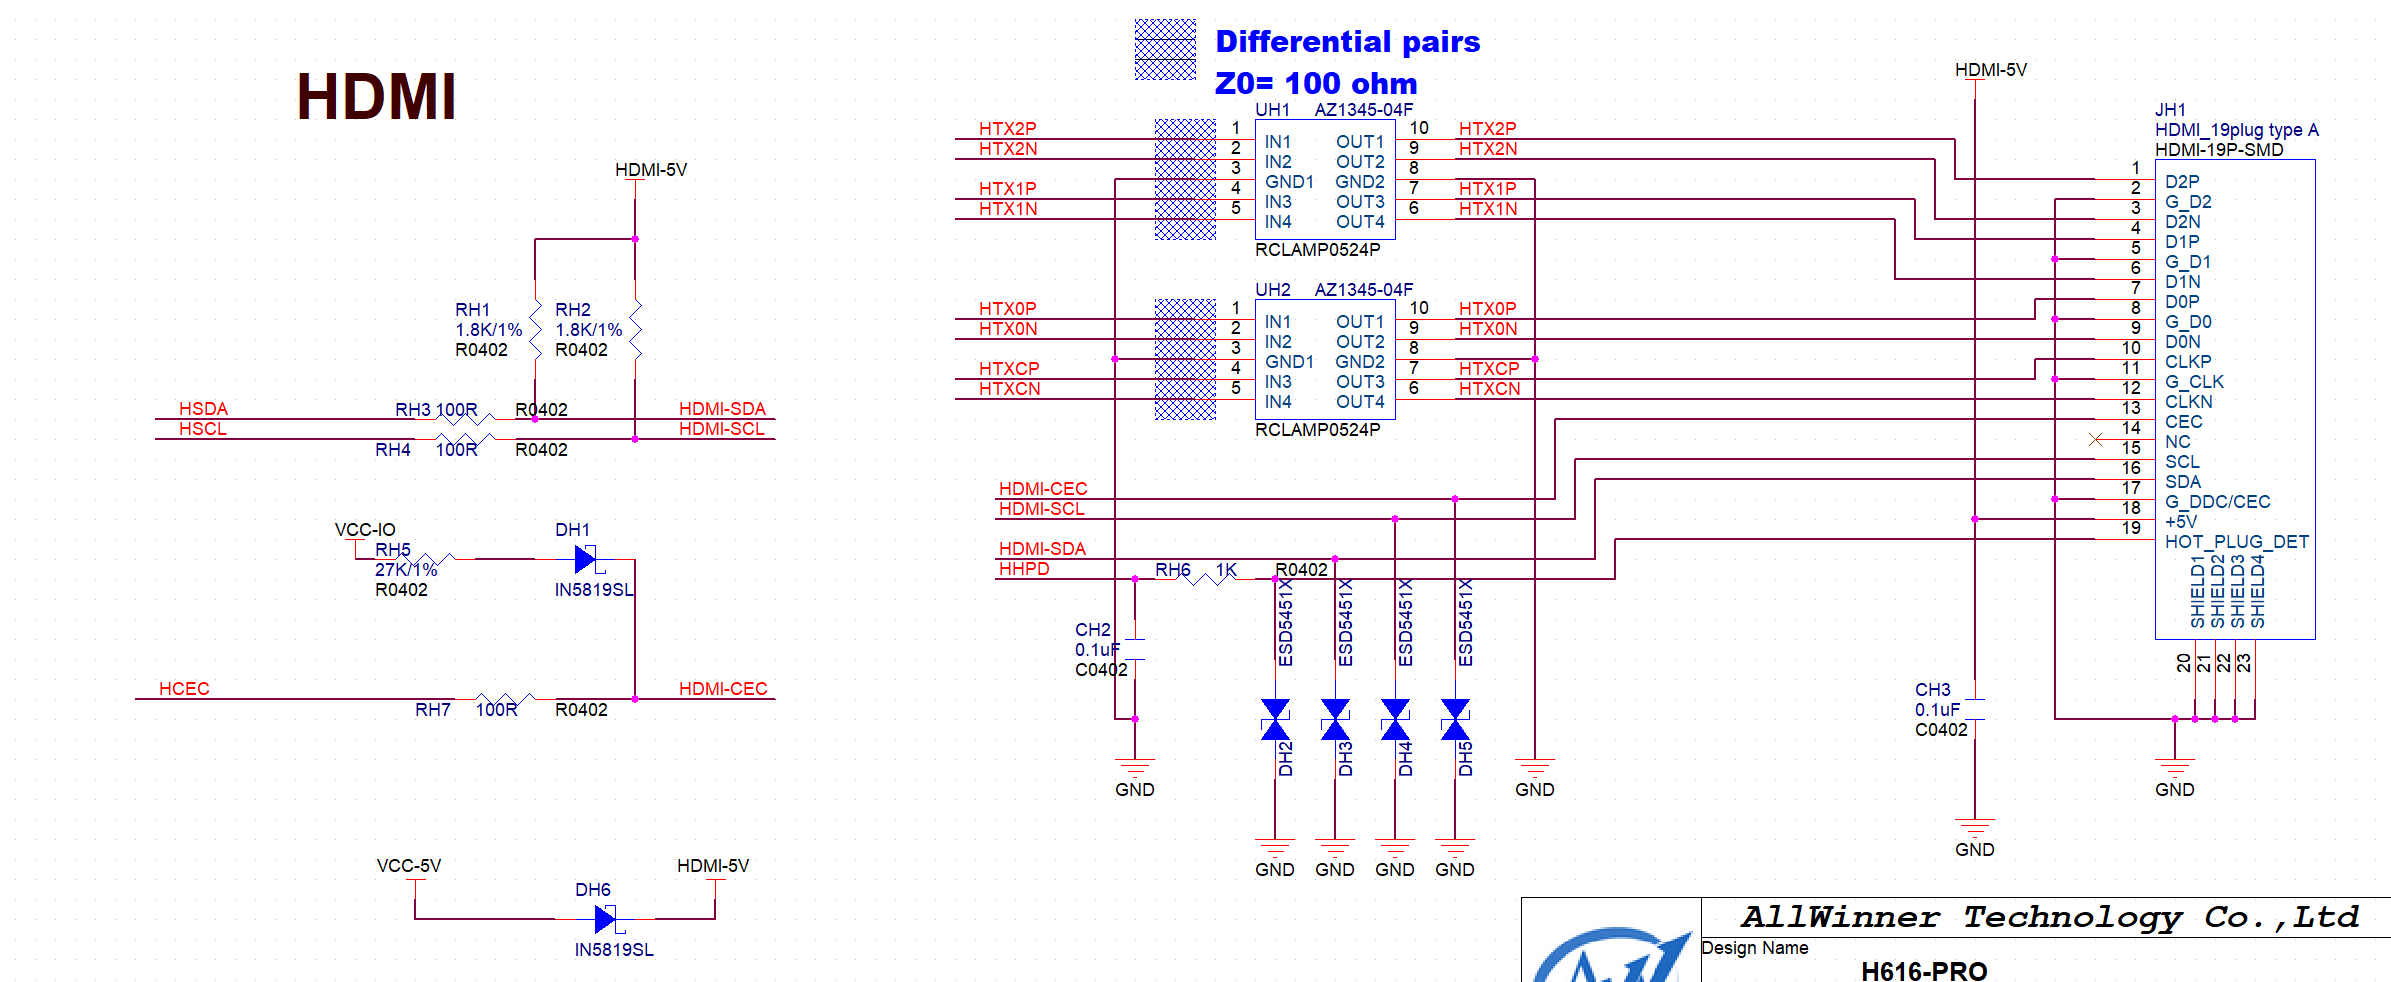 HDMI
Differential pairs
Z0= 100 ohm
HDMI-5V
RH1
1.8K/1%
R0402
RH2
1.8K/1%
R0402
HSDA
RH3 100R
R0402
HDMI-SDA
HSCL
RH4
100R
R0402
HDMI-SCL
VCC-IO
RH5
27K/1%
R0402
DH1
IN5819SL
HCEC
RH7
100R
R0402
HDMI-CEC
VCC-5V
HDMI-5V
DH6
IN5819SL
UH1 AZ1345-04F
HTX2P 1 IN1 OUT1 10 HTX2P
HTX2N 2 IN2 OUT2 9 HTX2N
3 GND1 GND2 8
HTX1P 4 IN3 OUT3 7 HTX1P
HTX1N 5 IN4 OUT4 6 HTX1N
RCLAMP0524P
UH2 AZ1345-04F
HTX0P 1 IN1 OUT1 10 HTX0P
HTX0N 2 IN2 OUT2 9 HTX0N
3 GND1 GND2 8
HTXCP 4 IN3 OUT3 7 HTXCP
HTXCN 5 IN4 OUT4 6 HTXCN
RCLAMP0524P
HDMI-CEC
HDMI-SCL
HDMI-SDA
HHPD
RH6 1K R0402
CH2
0.1uF
C0402
GND
ESD5451X
DH2
GND
ESD5451X
DH3
GND
ESD5451X
DH4
GND
ESD5451X
DH5
GND
GND
HDMI-5V
CH3
0.1uF
C0402
GND
JH1
HDMI_19plug type A
HDMI-19P-SMD
1 D2P
2 G_D2
3 D2N
4 D1P
5 G_D1
6 D1N
7 D0P
8 G_D0
9 D0N
10 CLKP
11 G_CLK
12 CLKN
13 CEC
14 NC
15 SCL
16 SDA
17 G_DDC/CEC
18 +5V
19 HOT_PLUG_DET
SHIELD1
SHIELD2
SHIELD3
SHIELD4
20
21
22
23
GND
AllWinner Technology Co.,Ltd
Design Name
H616-PRO